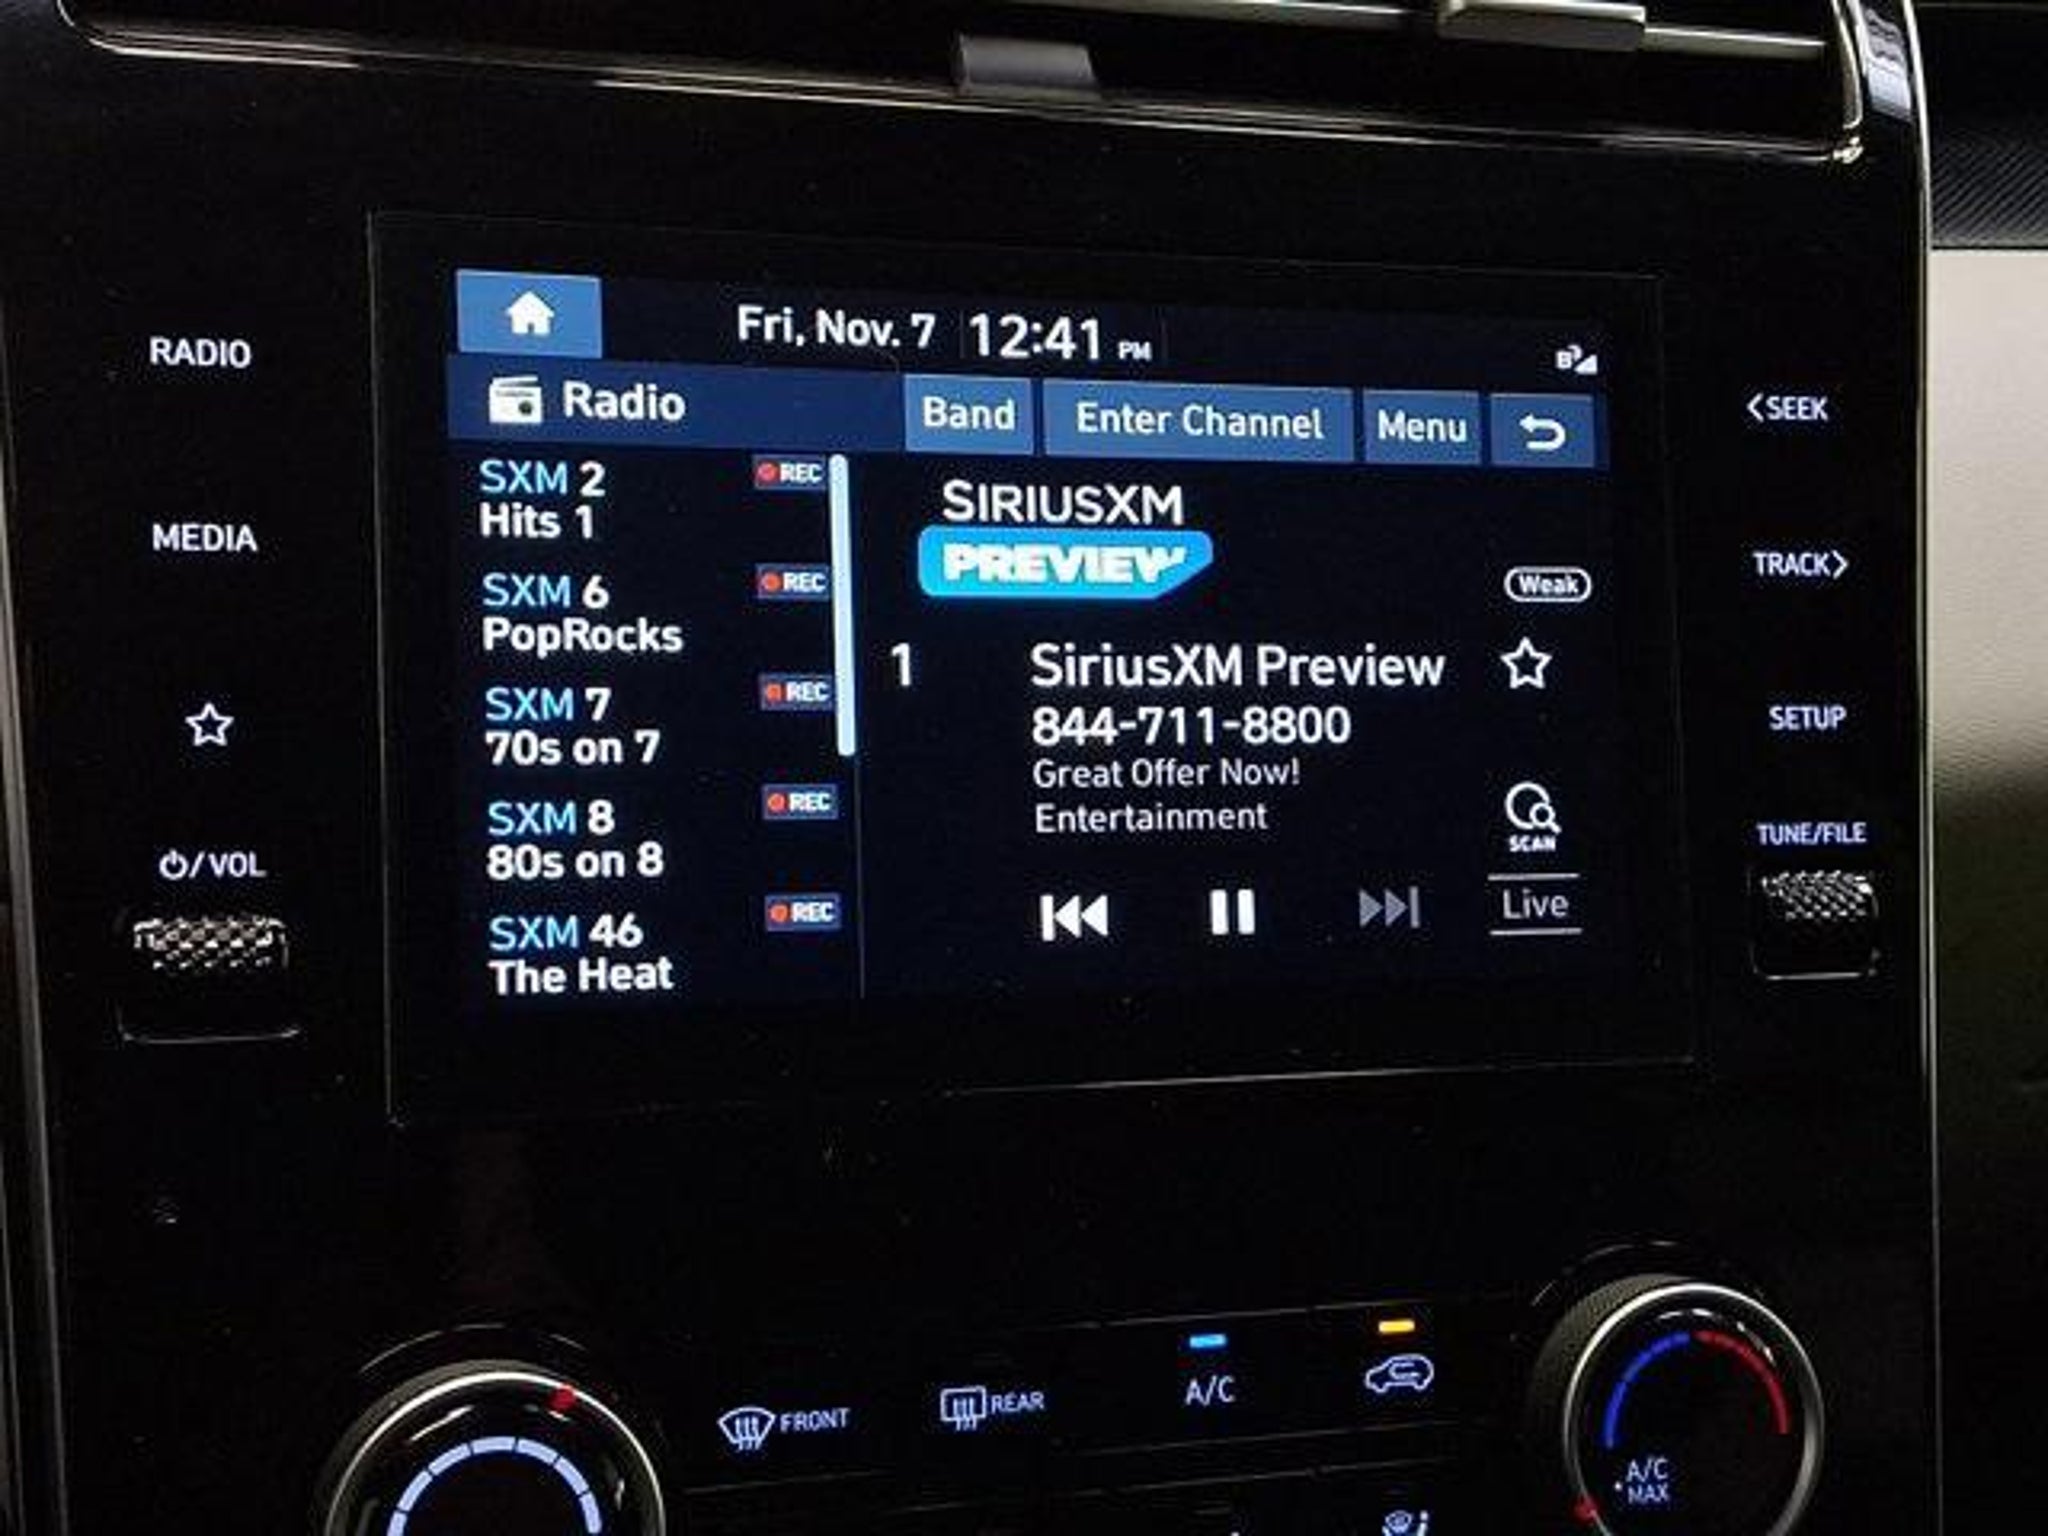 Fri, Nov. 7 12:41 PM
RADIO
Radio
Band
Enter Channel
Menu
<SEEK
SXM 2
REC
Hits 1
SIRIUSXM
PREVIEW
MEDIA
SXM 6
REC
PopRocks
Weak
TRACK>
1 SiriusXM Preview
844-711-8800
Great Offer Now!
Entertainment
SXM 7
REC
70s on 7
SETUP
SXM 8
REC
80s on 8
SCAN
/VOL
TUNE/FILE
SXM 46
REC
The Heat
Live
FRONT
REAR
A/C
A/C
MAX